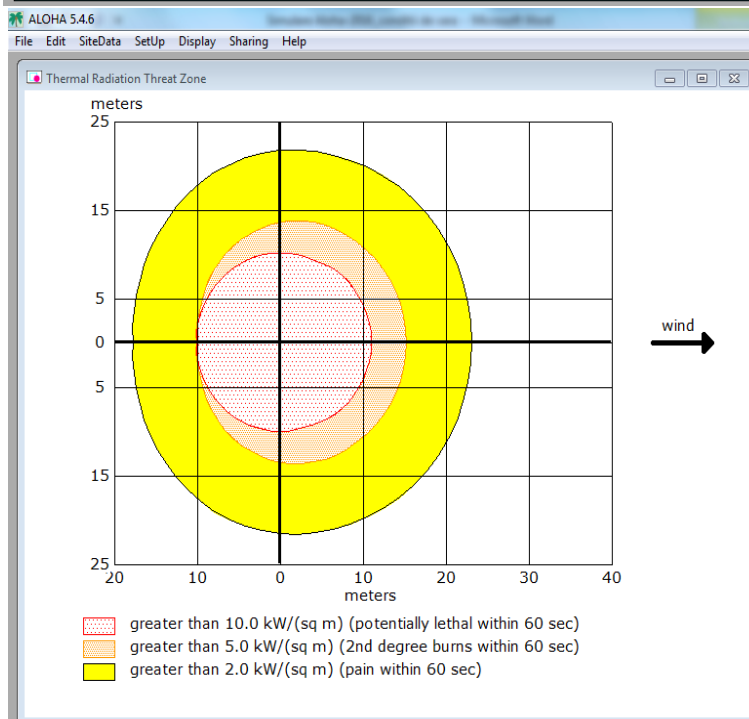 ALOHA 5.4.6
File Edit SiteData SetUp Display Sharing Help
Thermal Radiation Threat Zone
meters
25
15
5
0
5
15
25
20 10 0 10 20 30 40
meters
wind
greater than 10.0 kW/(sq m) (potentially lethal within 60 sec)
greater than 5.0 kW/(sq m) (2nd degree burns within 60 sec)
greater than 2.0 kW/(sq m) (pain within 60 sec)